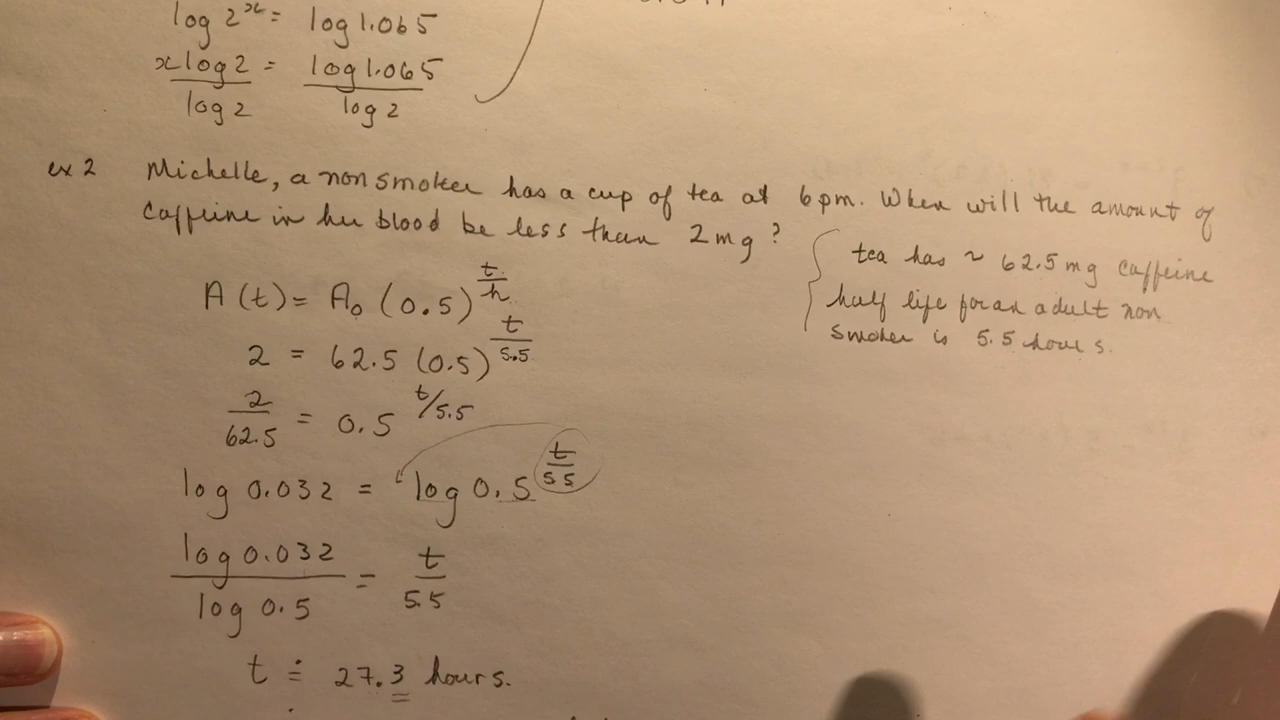 log 2^x = log 1.065
x log 2 = log 1.065
log 2 log 2
ex 2 Michelle, a non smoker has a cup of tea at 6 pm. When will the amount of
caffeine in her blood be less than 2 mg?
tea has ~ 62.5 mg caffeine
half life for an adult non
smoker is 5.5 hours.
A(t) = A₀ (0.5)^(t/h)
2 = 62.5 (0.5)^(t/5.5)
2/62.5 = 0.5^(t/5.5)
log 0.032 = log 0.5^(t/5.5)
log 0.032 / log 0.5 = t/5.5
t ≐ 27.3 hours.